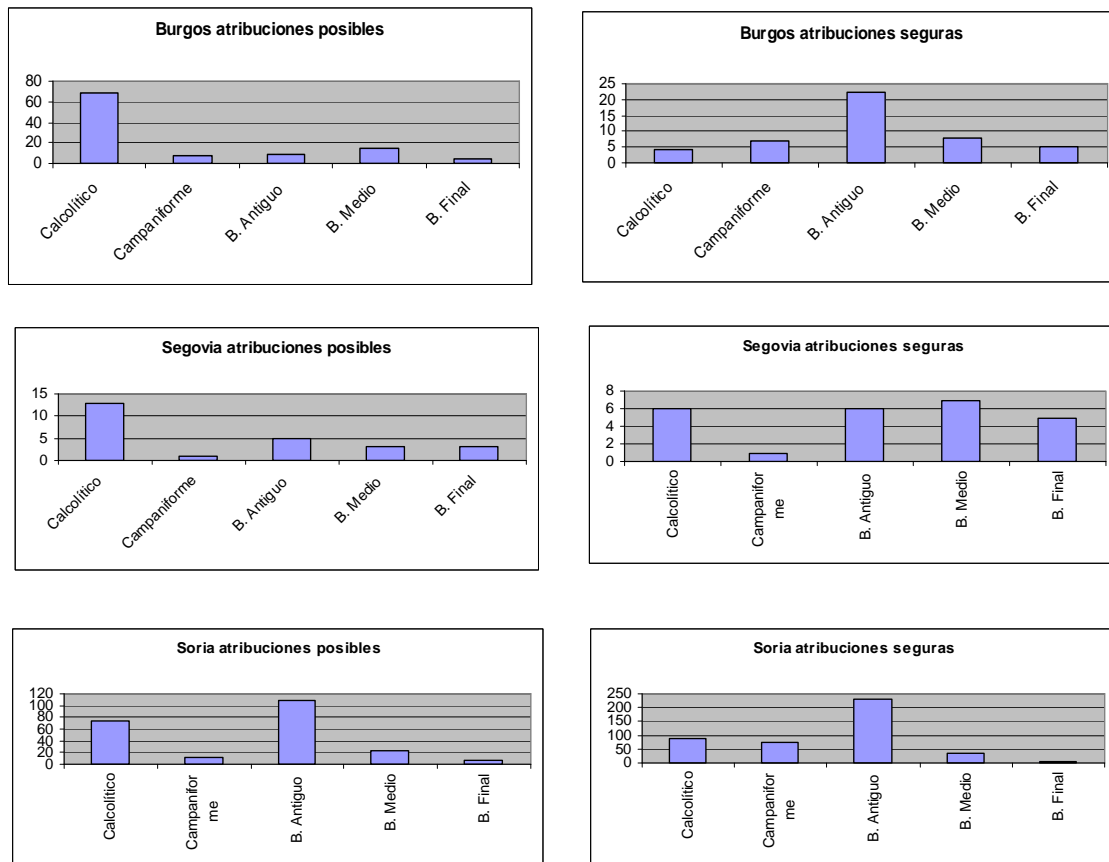 Burgos atribuciones posibles
80
60
40
20
0
Calcolítico
Campaniforme
B. Antiguo
B. Medio
B. Final
Burgos atribuciones seguras
25
20
15
10
5
0
Calcolítico
Campaniforme
B. Antiguo
B. Medio
B. Final
Segovia atribuciones posibles
15
10
5
0
Calcolítico
Campaniforme
B. Antiguo
B. Medio
B. Final
Segovia atribuciones seguras
8
6
4
2
0
Calcolítico
Campanifor
me
B. Antiguo
B. Medio
B. Final
Soria atribuciones posibles
120
100
80
60
40
20
0
Calcolítico
Campanifor
me
B. Antiguo
B. Medio
B. Final
Soria atribuciones seguras
250
200
150
100
50
0
Calcolítico
Campanifor
me
B. Antiguo
B. Medio
B. Final